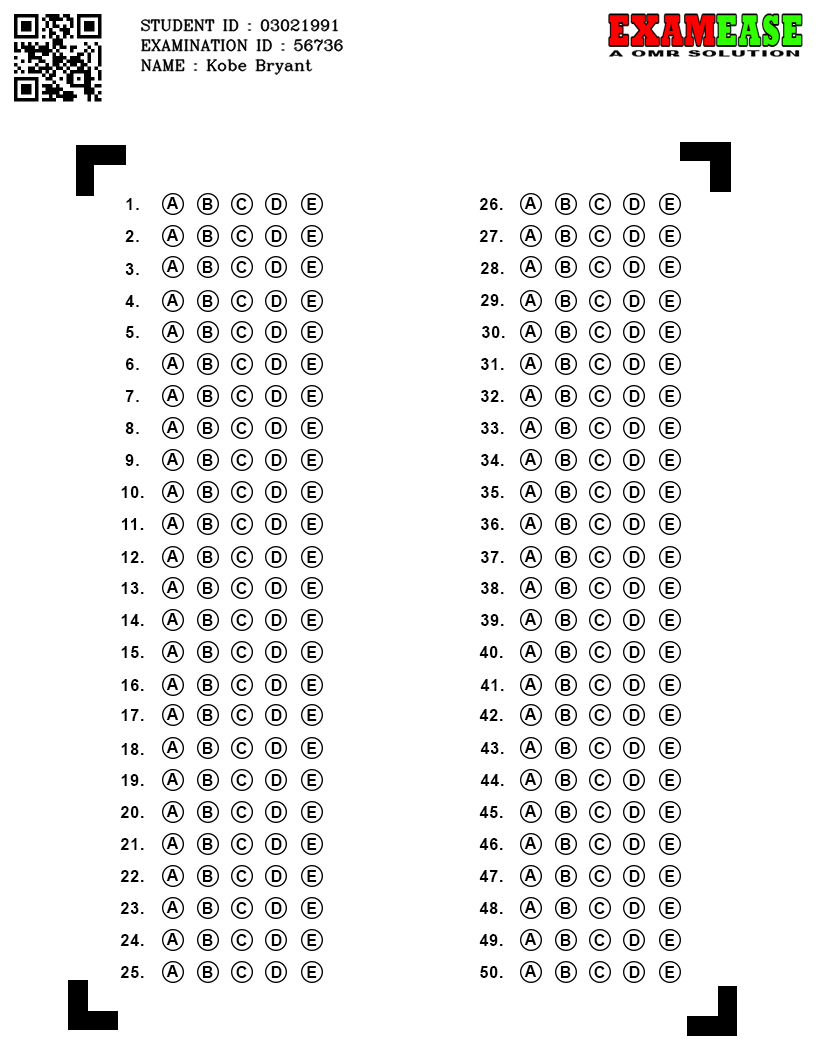 STUDENT ID : 03021991
EXAMINATION ID : 56736
NAME : Kobe Bryant
EXAMEASE
A OMR SOLUTION
1. A B C D E
2. A B C D E
3. A B C D E
4. A B C D E
5. A B C D E
6. A B C D E
7. A B C D E
8. A B C D E
9. A B C D E
10. A B C D E
11. A B C D E
12. A B C D E
13. A B C D E
14. A B C D E
15. A B C D E
16. A B C D E
17. A B C D E
18. A B C D E
19. A B C D E
20. A B C D E
21. A B C D E
22. A B C D E
23. A B C D E
24. A B C D E
25. A B C D E
26. A B C D E
27. A B C D E
28. A B C D E
29. A B C D E
30. A B C D E
31. A B C D E
32. A B C D E
33. A B C D E
34. A B C D E
35. A B C D E
36. A B C D E
37. A B C D E
38. A B C D E
39. A B C D E
40. A B C D E
41. A B C D E
42. A B C D E
43. A B C D E
44. A B C D E
45. A B C D E
46. A B C D E
47. A B C D E
48. A B C D E
49. A B C D E
50. A B C D E